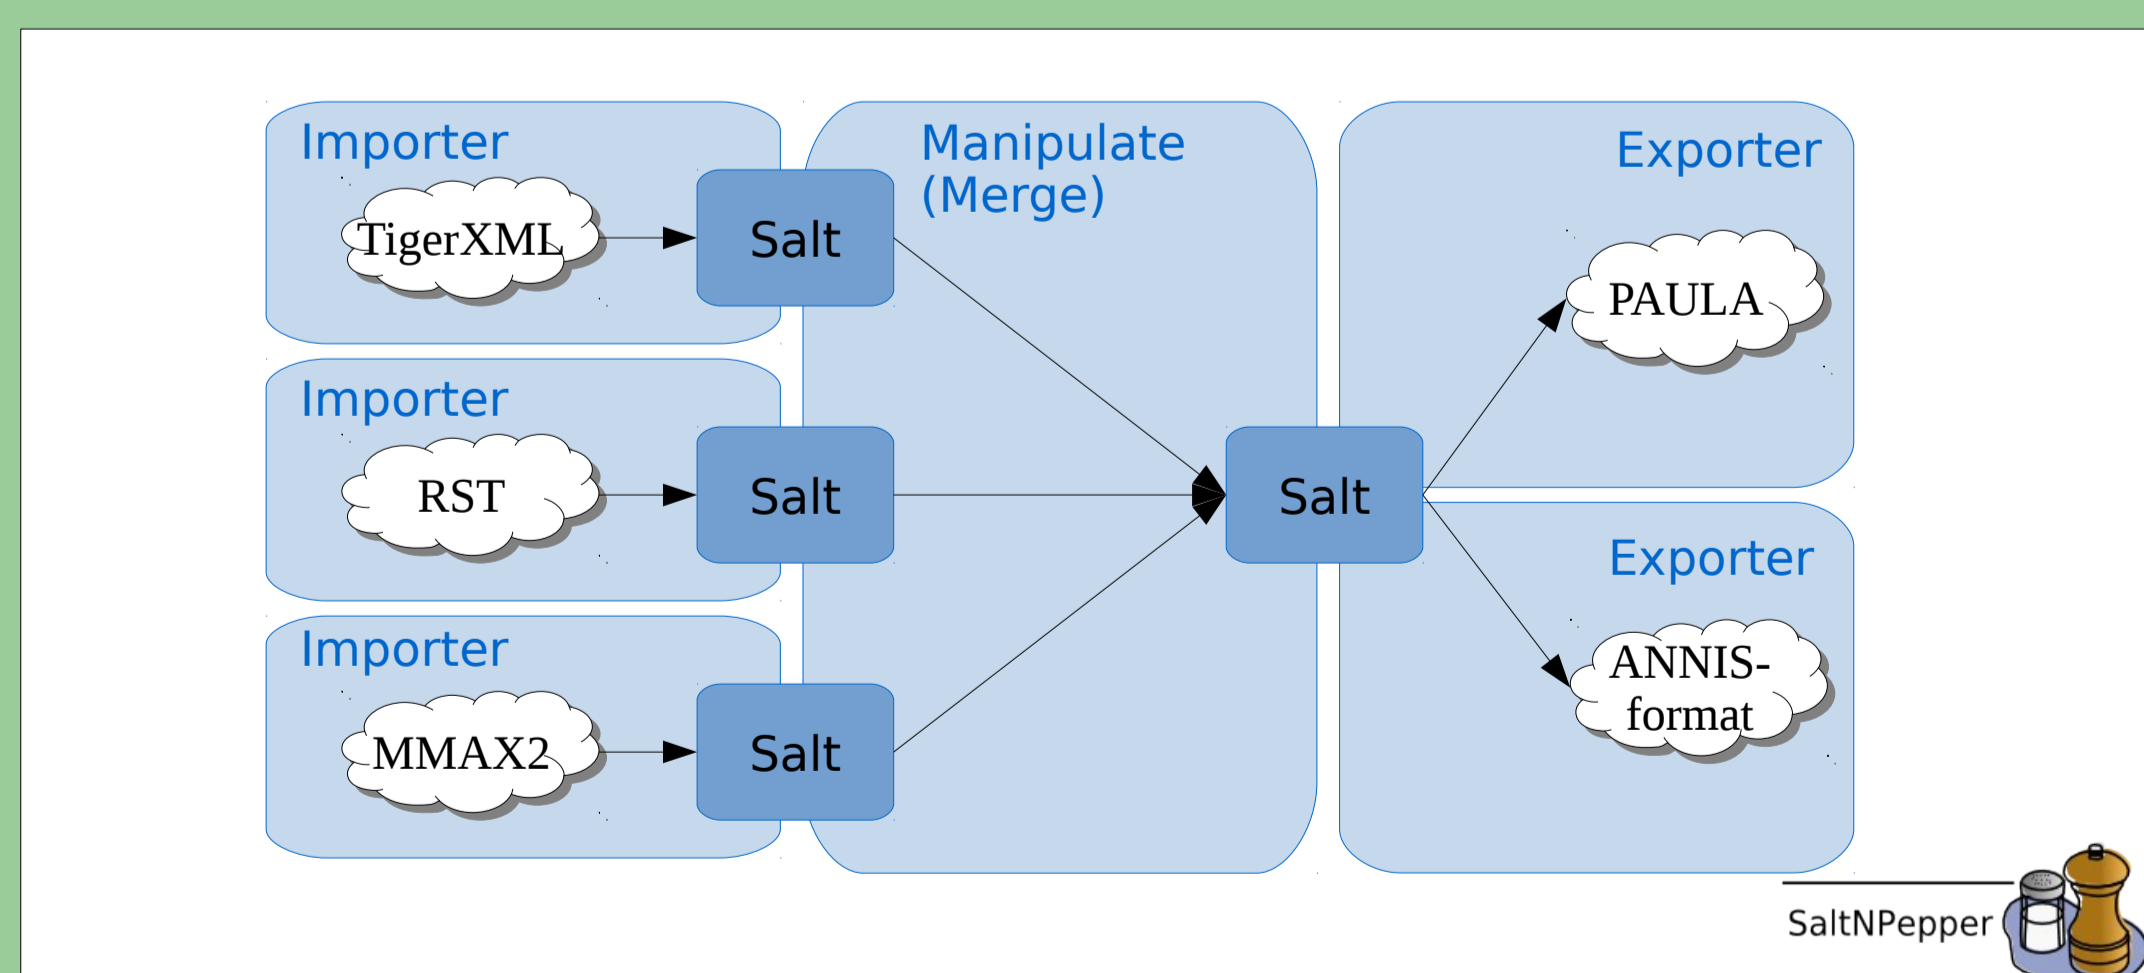 Importer
TigerXML
Salt
Importer
RST
Salt
Importer
MMAX2
Salt
Manipulate
(Merge)
Salt
Exporter
PAULA
Exporter
ANNIS-
format
SaltNPepper